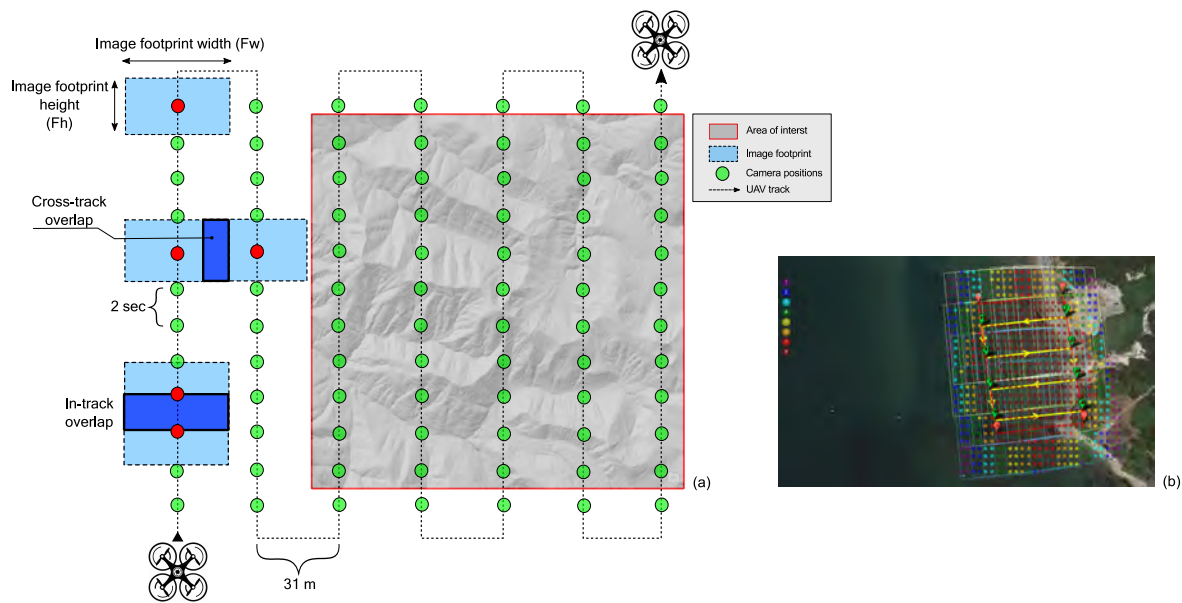 Image footprint width (Fw)
Image footprint
height
(Fh)
Cross-track
overlap
2 sec
In-track
overlap
31 m
(a)
Area of interst
Image footprint
Camera positions
UAV track
(b)